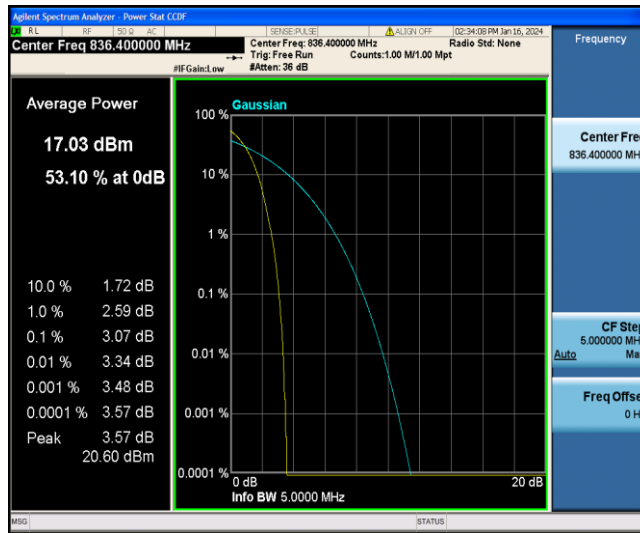 Agilent Spectrum Analyzer - Power Stat CCDF
RL RF 50 Ω AC SENSE:PULSE ALIGN OFF 02:34:08 PM Jan 16, 2024
Center Freq 836.400000 MHz
Center Freq: 836.400000 MHz Radio Std: None
Trig: Free Run Counts:1.00 M/1.00 Mpt
#IFGain:Low #Atten: 36 dB
Frequency
Average Power
17.03 dBm
53.10 % at 0dB
10.0 % 1.72 dB
1.0 % 2.59 dB
0.1 % 3.07 dB
0.01 % 3.34 dB
0.001 % 3.48 dB
0.0001 % 3.57 dB
Peak 3.57 dB
20.60 dBm
Gaussian
100 %
10 %
1 %
0.1 %
0.01 %
0.001 %
0.0001 %
0 dB 20 dB
Info BW 5.0000 MHz
Center Fre
836.400000 MH
CF Step
5.000000 MH
Auto Ma
Freq Offse
0 H
MSG STATUS